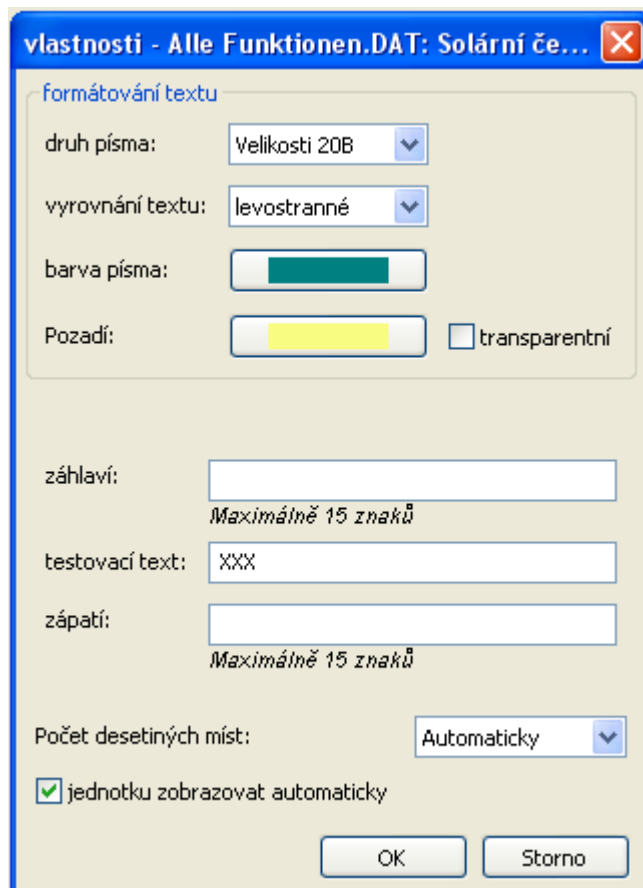 vlastnosti - Alle Funktionen.DAT: Solární če...
formátování textu
druh písma: Velikosti 20B
vyrovnání textu: levostranné
barva písma:
Pozadí: transparentní
záhlaví:
Maximálně 15 znaků
testovací text: XXX
zápatí:
Maximálně 15 znaků
Počet desetiných míst: Automaticky
jednotku zobrazovat automaticky
OK Storno